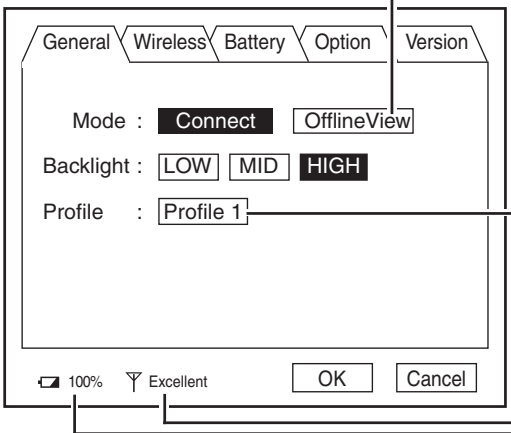 General Wireless Battery Option Version
Mode : Connect OfflineView
Backlight : LOW MID HIGH
Profile : Profile 1
100% Excellent OK Cancel